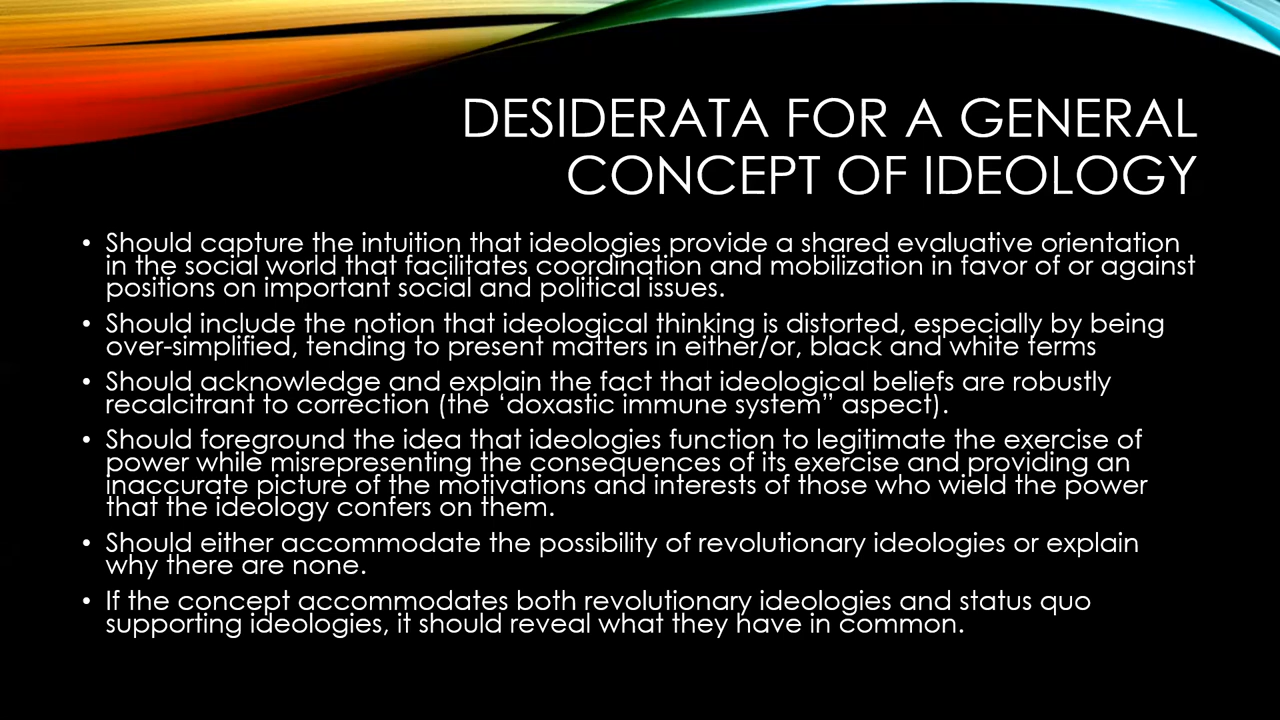 DESIDERATA FOR A GENERAL
CONCEPT OF IDEOLOGY
• Should capture the intuition that ideologies provide a shared evaluative orientation
in the social world that facilitates coordination and mobilization in favor of or against
positions on important social and political issues.
• Should include the notion that ideological thinking is distorted, especially by being
over-simplified, tending to present matters in either/or, black and white terms
• Should acknowledge and explain the fact that ideological beliefs are robustly
recalcitrant to correction (the ‘doxastic immune system” aspect).
• Should foreground the idea that ideologies function to legitimate the exercise of
power while misrepresenting the consequences of its exercise and providing an
inaccurate picture of the motivations and interests of those who wield the power
that the ideology confers on them.
• Should either accommodate the possibility of revolutionary ideologies or explain
why there are none.
• If the concept accommodates both revolutionary ideologies and status quo
supporting ideologies, it should reveal what they have in common.